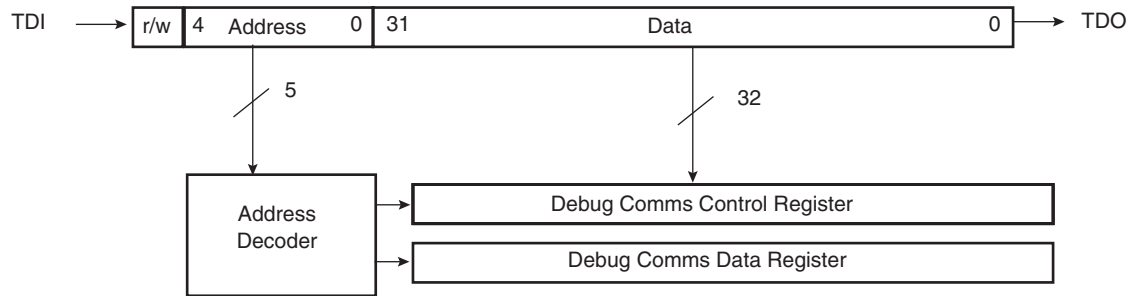 TDI r/w 4 Address 0 31 Data 0 TDO
5
32
Address
Decoder
Debug Comms Control Register
Debug Comms Data Register